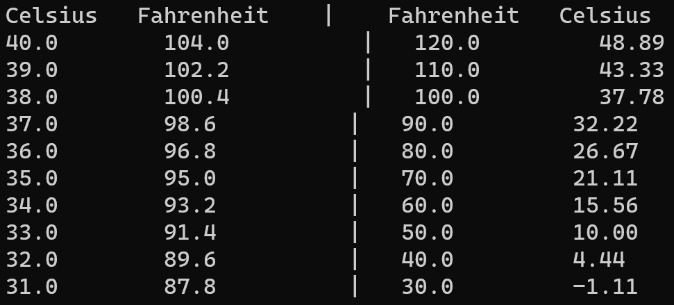 Celsius   Fahrenheit    |    Fahrenheit   Celsius
40.0        104.0          |   120.0         48.89
39.0        102.2          |   110.0         43.33
38.0        100.4          |   100.0         37.78
37.0        98.6          |   90.0         32.22
36.0        96.8          |   80.0         26.67
35.0        95.0          |   70.0         21.11
34.0        93.2          |   60.0         15.56
33.0        91.4          |   50.0         10.00
32.0        89.6          |   40.0         4.44
31.0        87.8          |   30.0         -1.11